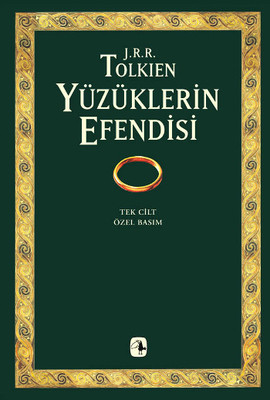 J.R.R.
TOLKIEN
YÜZÜKLERİN
EFENDİSİ
TEK CİLT
ÖZEL BASIM